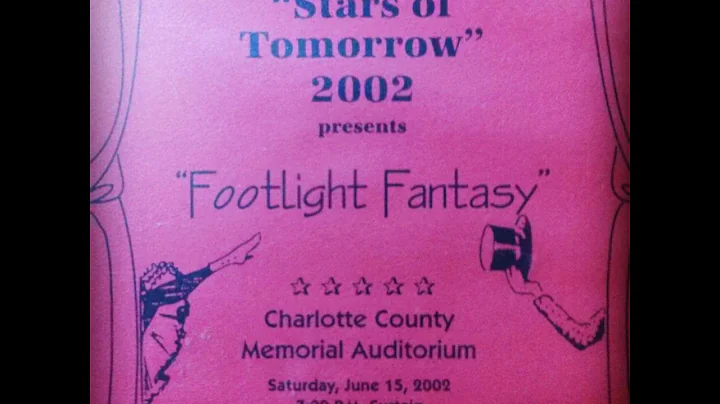 "Stars of
Tomorrow"
2002
presents
"Footlight Fantasy"
Charlotte County
Memorial Auditorium
Saturday, June 15, 2002